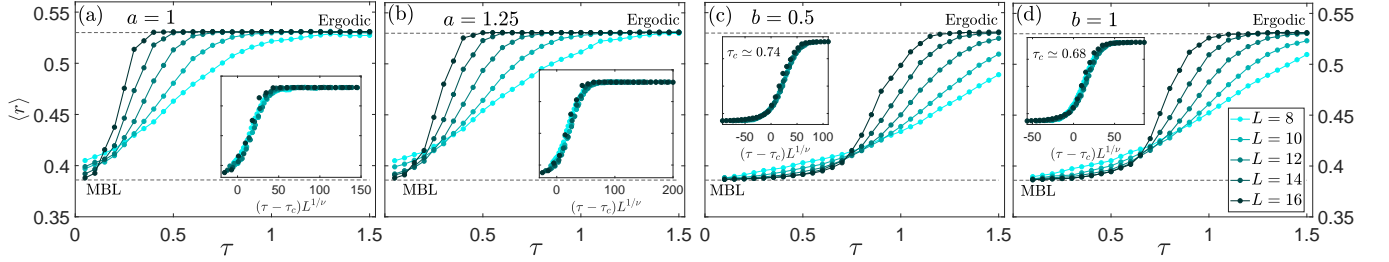 (a) a = 1 Ergodic
(b) a = 1.25 Ergodic
(c) b = 0.5 Ergodic
(d) b = 1 Ergodic
⟨r⟩
0.55
0.5
0.45
0.4
0.35
MBL
0 50 100 150
(τ − τc)L^{1/ν}
0 0.5 1 1.5
τ
MBL
0 100 200
(τ − τc)L^{1/ν}
0 0.5 1 1.5
τ
τc ≃ 0.74
-50 0 50 100
(τ − τc)L^{1/ν}
MBL
0 0.5 1 1.5
τ
τc ≃ 0.68
-50 0 50
(τ − τc)L^{1/ν}
MBL
L = 8
L = 10
L = 12
L = 14
L = 16
0 0.5 1 1.5
τ
0.55
0.5
0.45
0.4
0.35